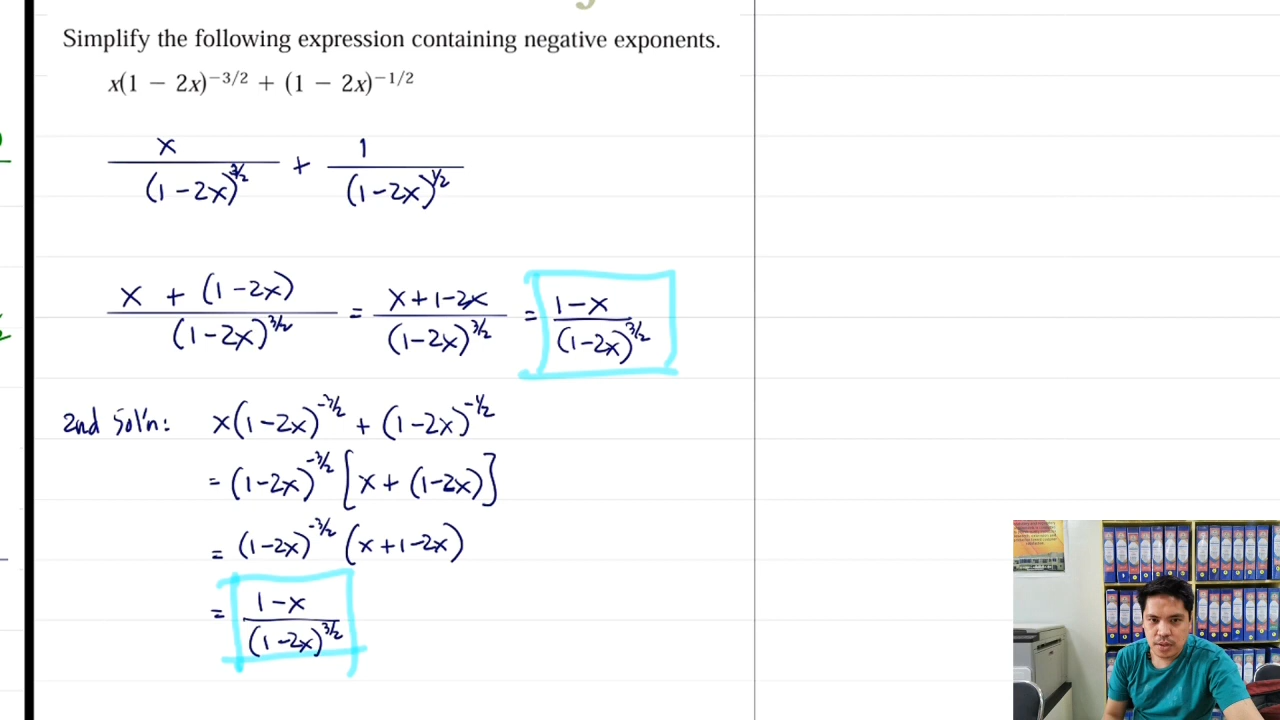 Simplify the following expression containing negative exponents.
x(1 − 2x)^−3/2 + (1 − 2x)^−1/2
x/(1−2x)^3/2 + 1/(1−2x)^1/2
x + (1−2x)/(1−2x)^3/2 = x+1−2x/(1−2x)^3/2 = 1−x/(1−2x)^3/2
2nd Sol'n: x(1−2x)^−3/2 + (1−2x)^−1/2
= (1−2x)^−3/2 [x + (1−2x)]
= (1−2x)^−3/2 (x+1−2x)
= 1−x/(1−2x)^3/2